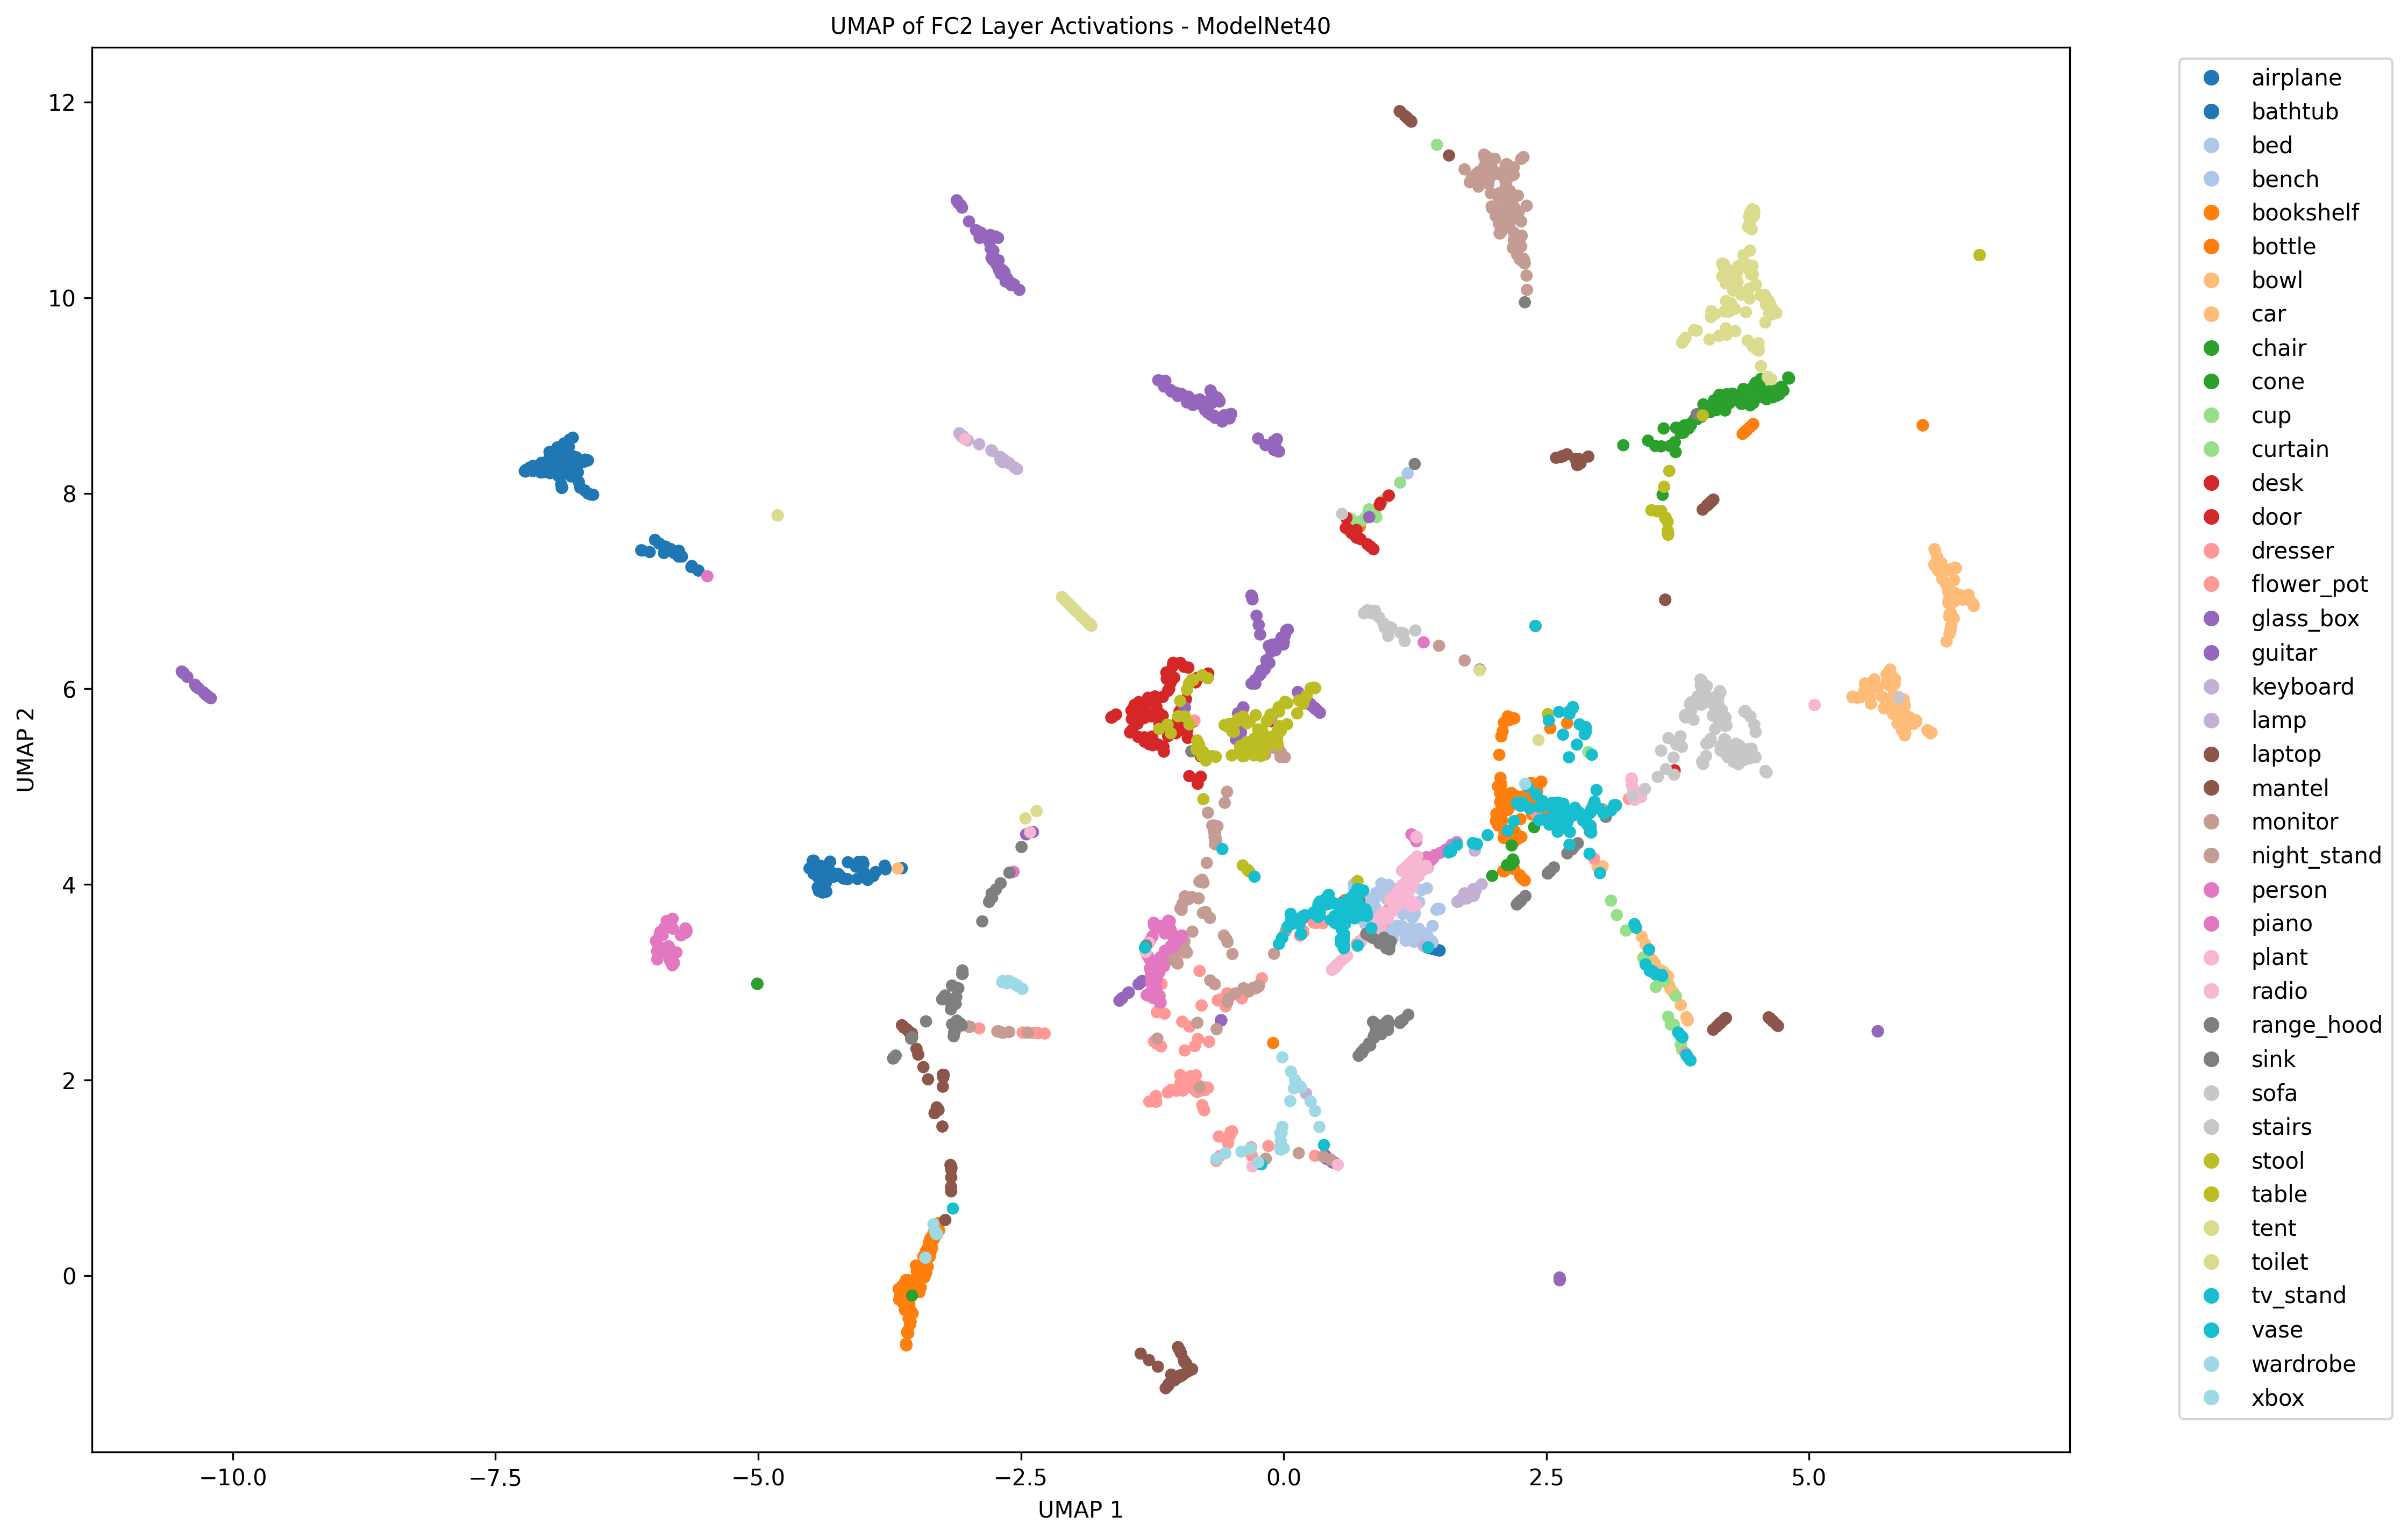 UMAP of FC2 Layer Activations - ModelNet40
UMAP 2
12
10
8
6
4
2
0
−10.0
−7.5
−5.0
−2.5
0.0
2.5
5.0
UMAP 1
airplane
bathtub
bed
bench
bookshelf
bottle
bowl
car
chair
cone
cup
curtain
desk
door
dresser
flower_pot
glass_box
guitar
keyboard
lamp
laptop
mantel
monitor
night_stand
person
piano
plant
radio
range_hood
sink
sofa
stairs
stool
table
tent
toilet
tv_stand
vase
wardrobe
xbox